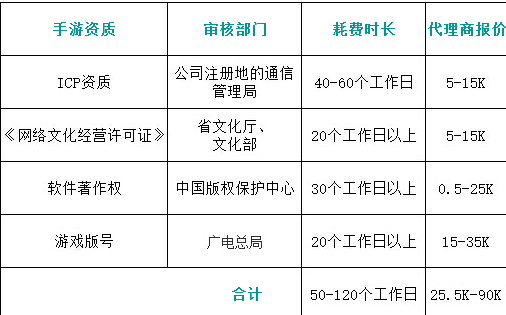 手游资质 审核部门 耗费时长 代理商报价
ICP资质 公司注册地的通信管理局 40-60个工作日 5-15K
《网络文化经营许可证》 省文化厅、文化部 20个工作日以上 5-15K
软件著作权 中国版权保护中心 30个工作日以上 0.5-25K
游戏版号 广电总局 20个工作日以上 15-35K
合计 50-120个工作日 25.5K-90K